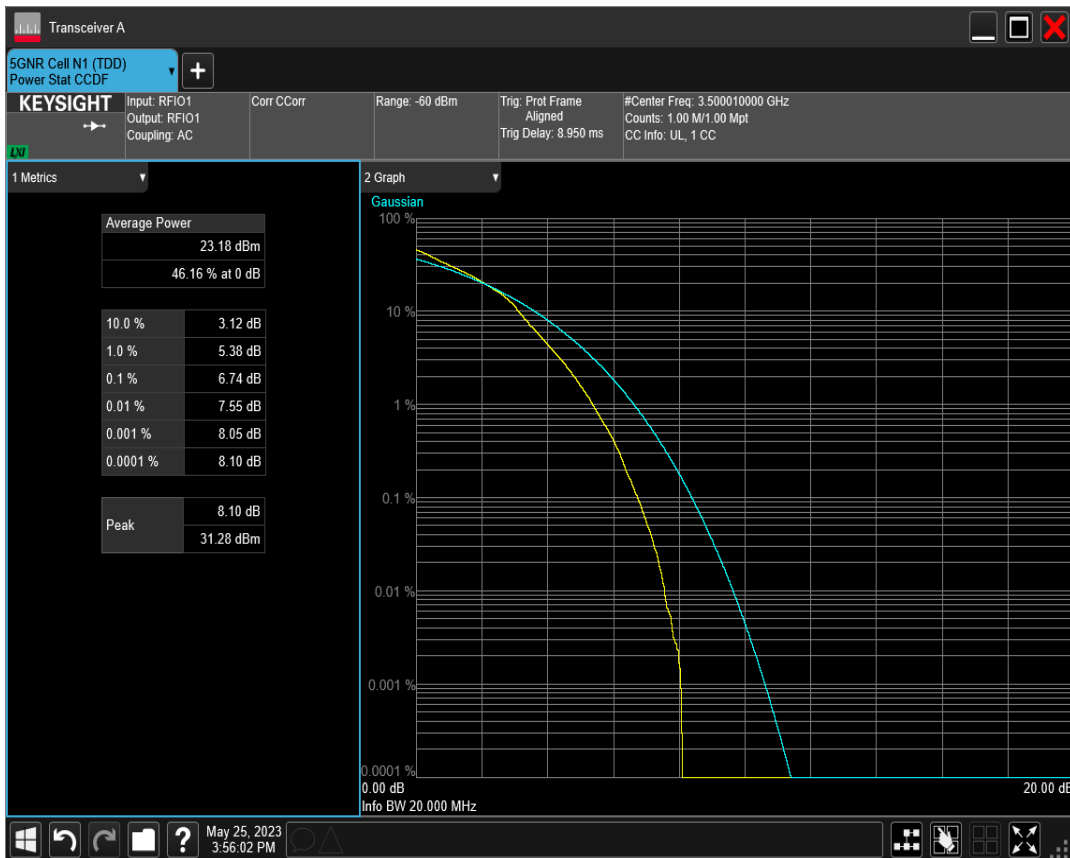 Transceiver A
5GNR Cell N1 (TDD)
Power Stat CCDF
+
KEYSIGHT
LXI
Input: RFIO1
Output: RFIO1
Coupling: AC
Corr CCorr
Range: -60 dBm
Trig: Prot Frame
Aligned
Trig Delay: 8.950 ms
#Center Freq: 3.500010000 GHz
Counts: 1.00 M/1.00 Mpt
CC Info: UL, 1 CC
1 Metrics
Average Power
23.18 dBm
46.16 % at 0 dB
10.0 % 3.12 dB
1.0 % 5.38 dB
0.1 % 6.74 dB
0.01 % 7.55 dB
0.001 % 8.05 dB
0.0001 % 8.10 dB
Peak
8.10 dB
31.28 dBm
2 Graph
Gaussian
100 %
10 %
1 %
0.1 %
0.01 %
0.001 %
0.0001 %
0.00 dB 20.00 dB
Info BW 20.000 MHz
?
May 25, 2023
3:56:02 PM